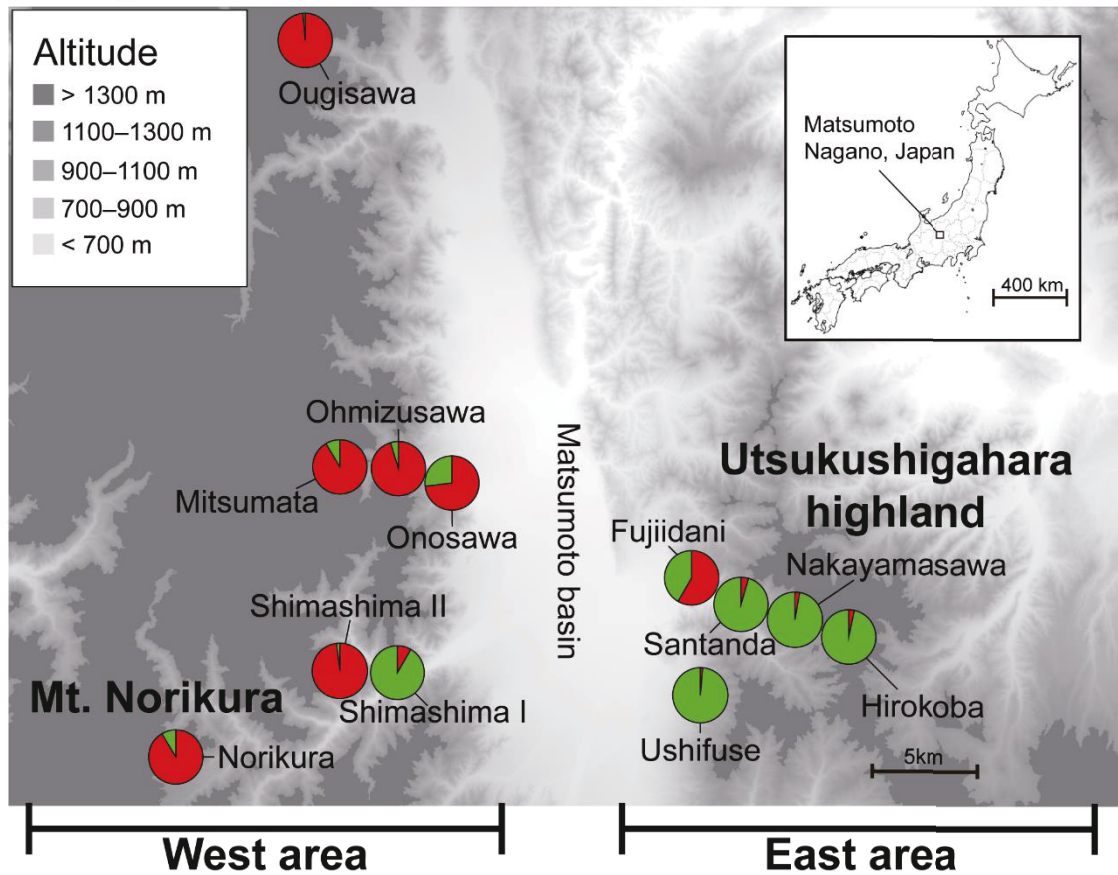 Altitude
> 1300 m
1100–1300 m
900–1100 m
700–900 m
< 700 m
Ougisawa
Matsumoto
Nagano, Japan
400 km
Ohmizusawa
Mitsumata
Onosawa
Matsumoto basin
Utsukushigahara
highland
Fujiidani
Nakayamasawa
Santanda
Hirokoba
Ushifuse
5km
Shimashima II
Shimashima I
Mt. Norikura
Norikura
West area
East area